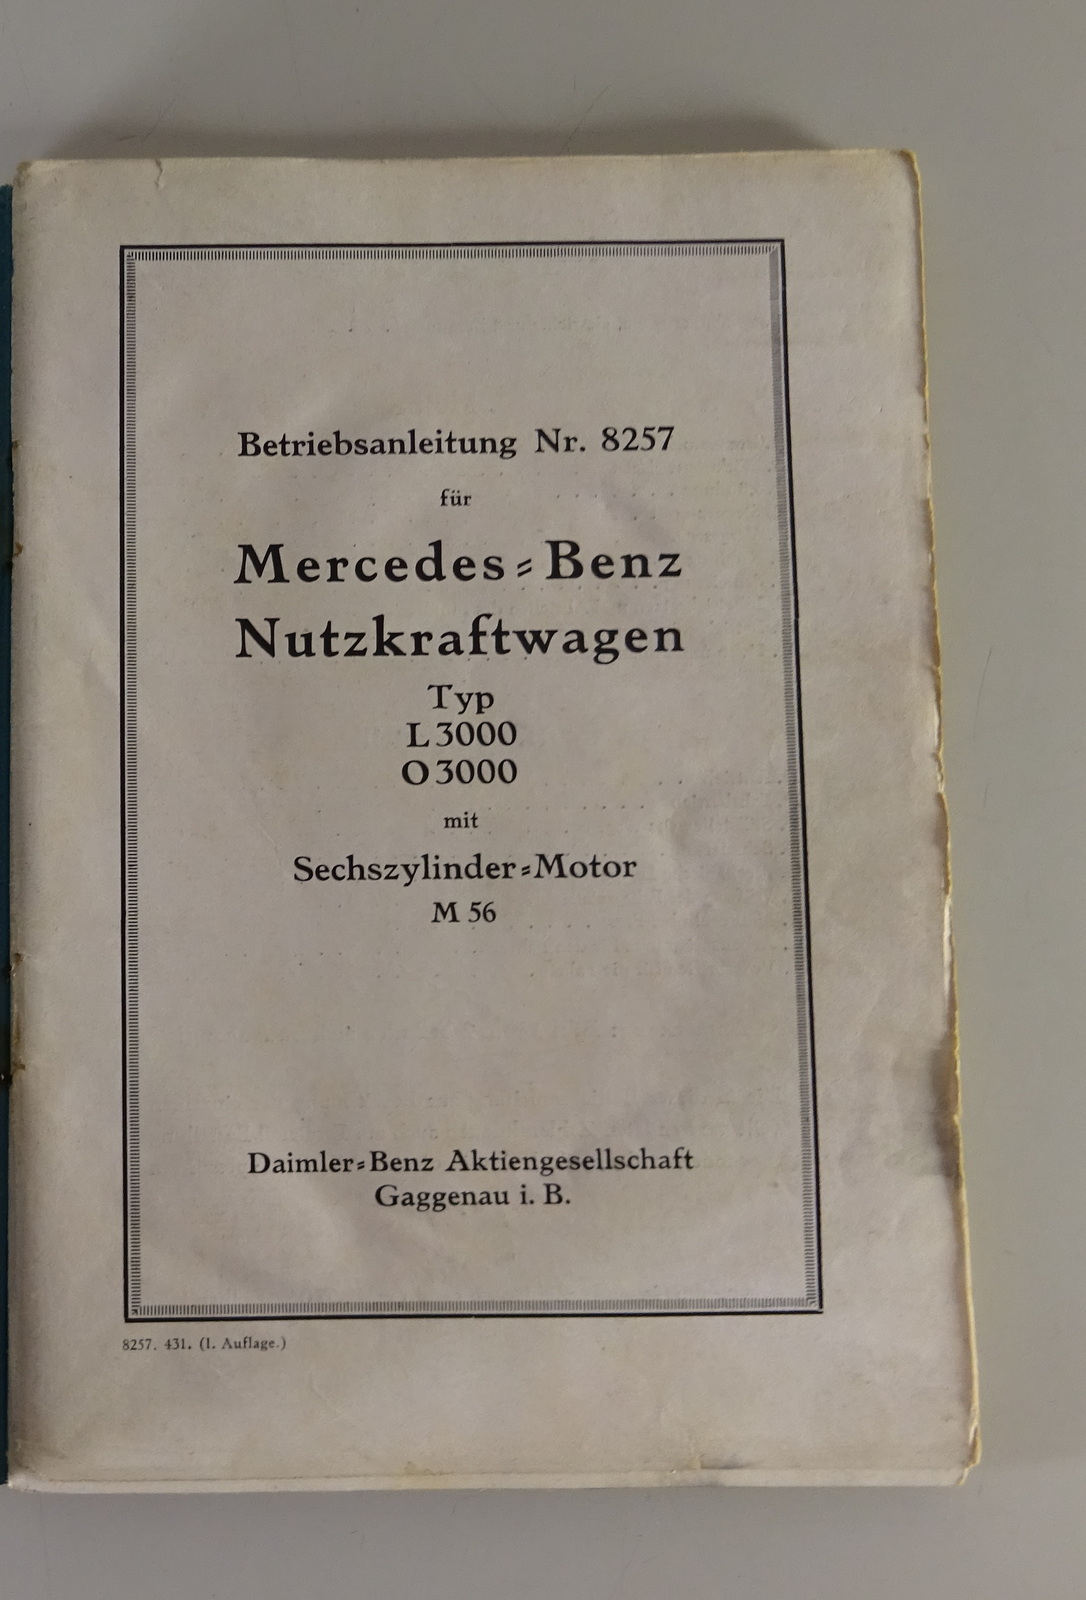 Betriebsanleitung Nr. 8257
für
Mercedes-Benz
Nutzkraftwagen
Typ
L 3000
O 3000
mit
Sechszylinder-Motor
M 56
Daimler-Benz Aktiengesellschaft
Gaggenau i. B.
8257. 431. (1. Auflage.)